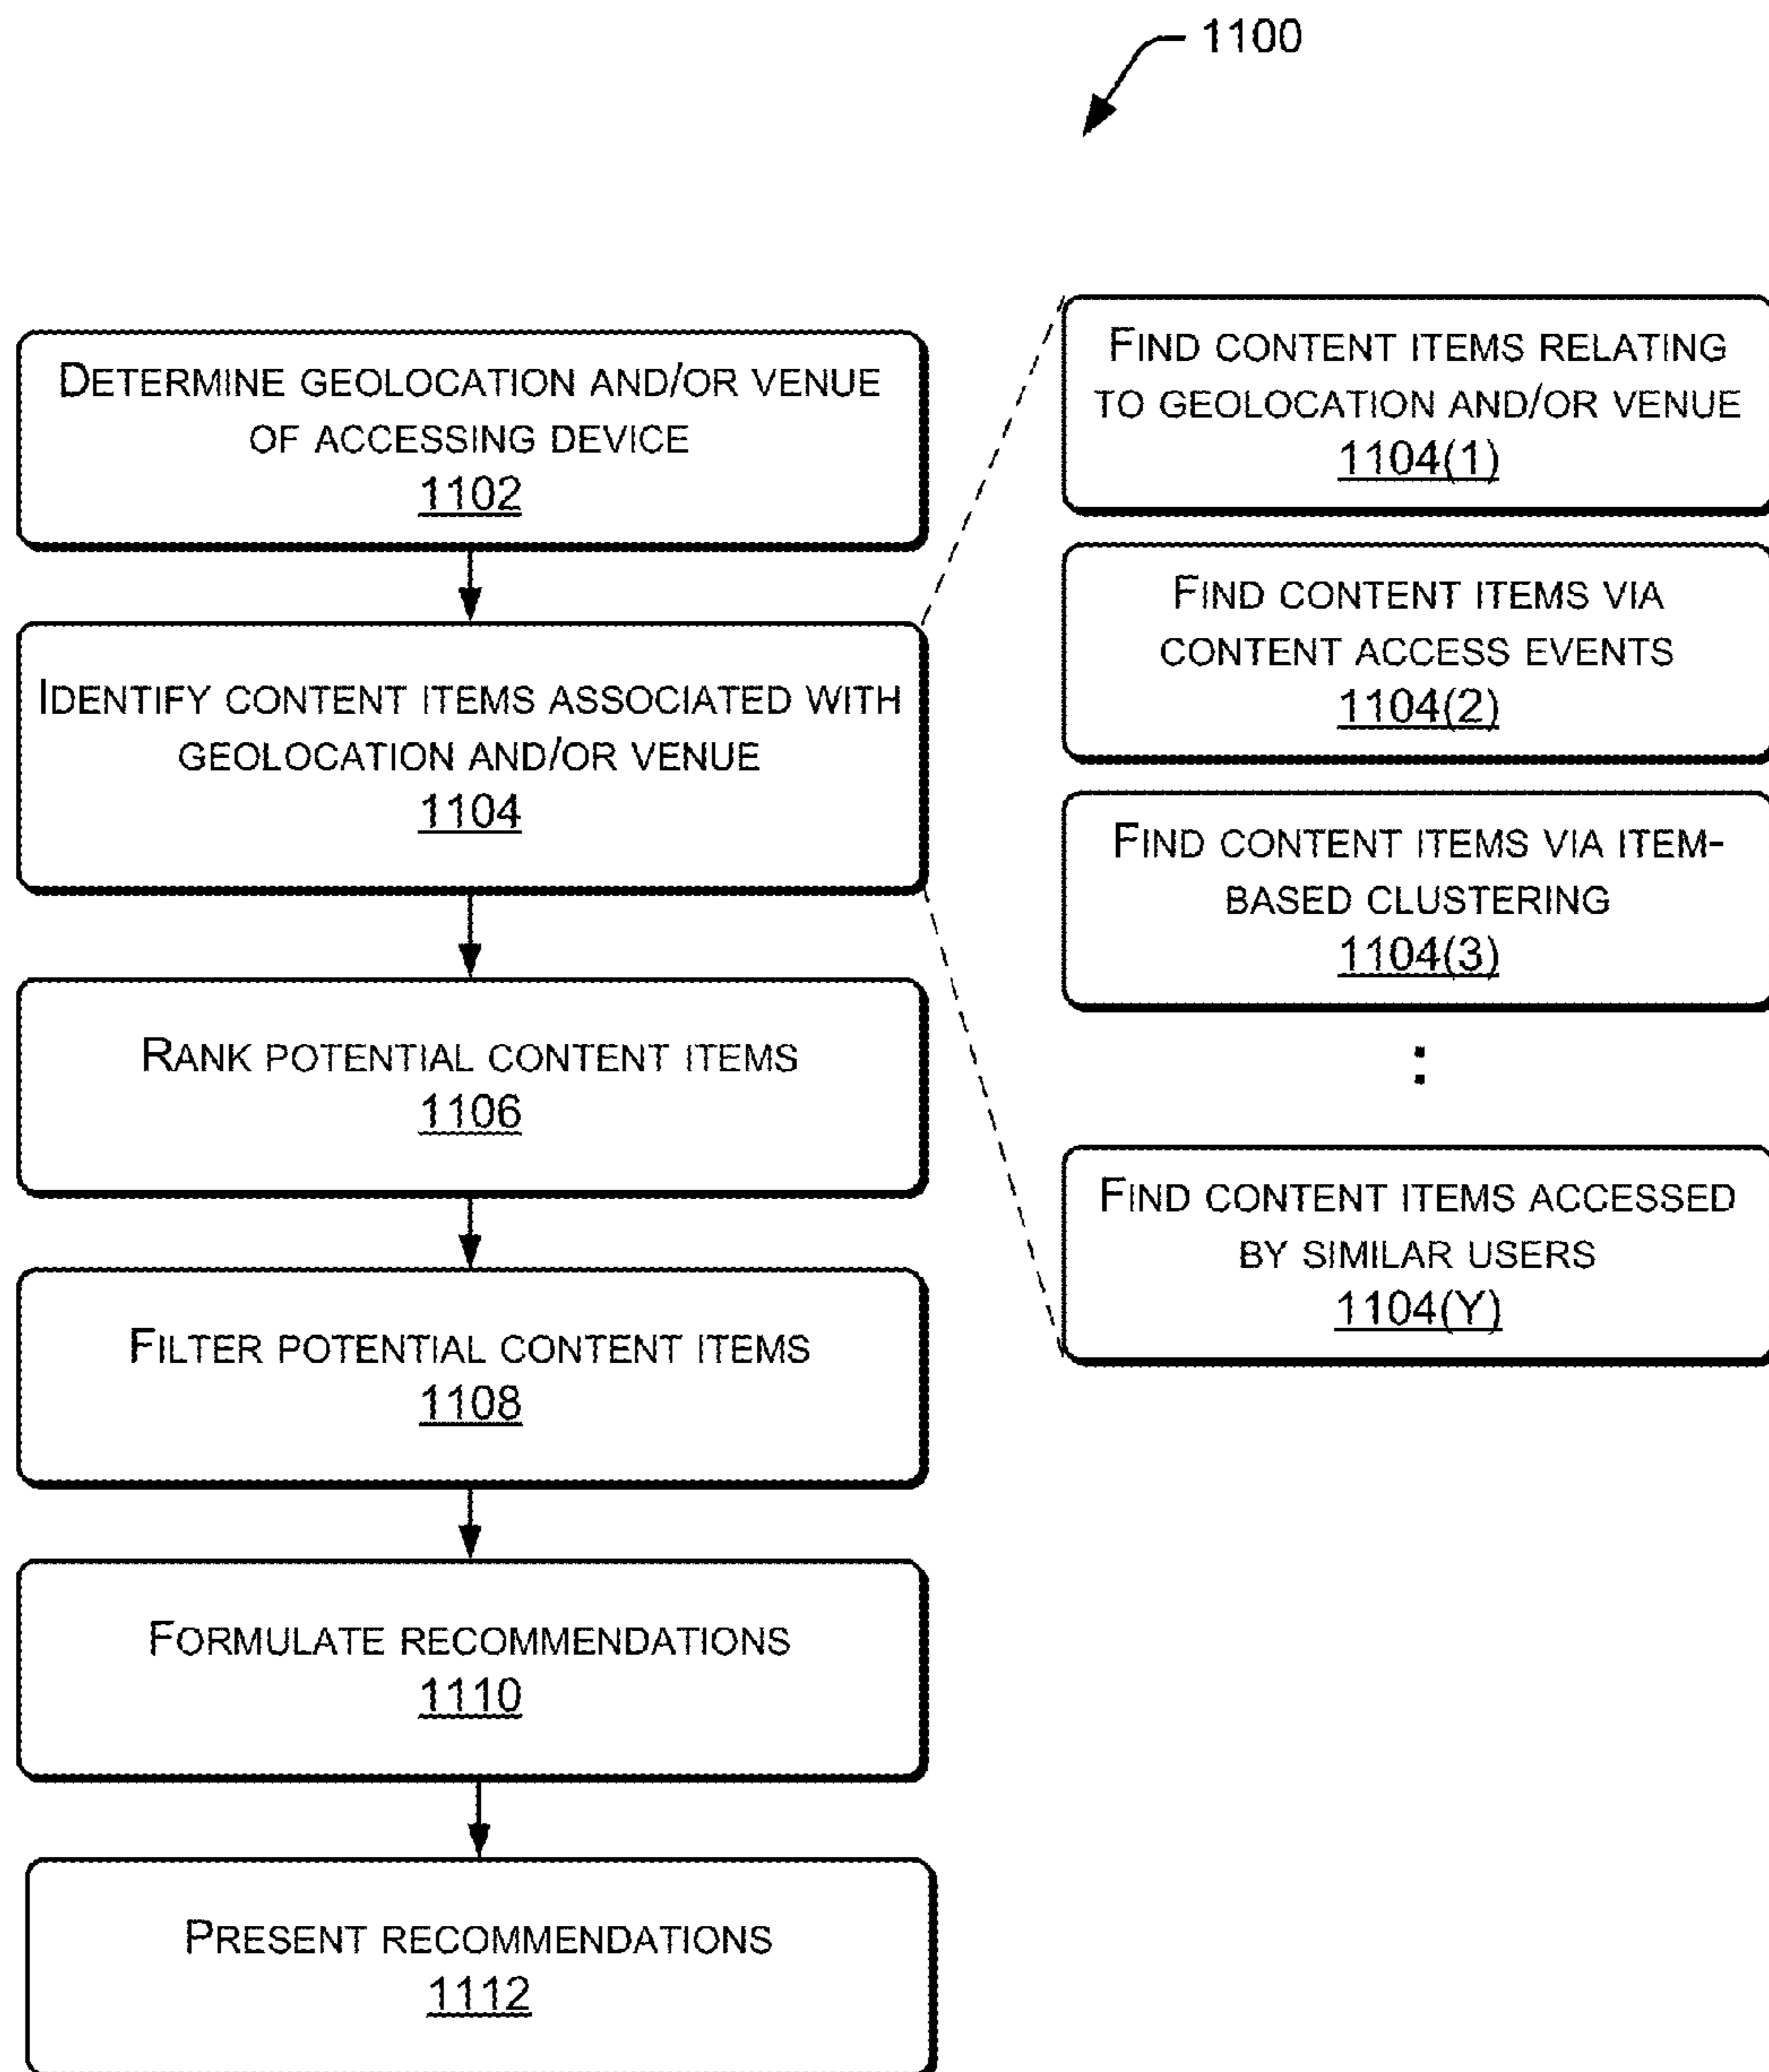 1100
DETERMINE GEOLOCATION AND/OR VENUE
OF ACCESSING DEVICE
1102
IDENTIFY CONTENT ITEMS ASSOCIATED WITH
GEOLOCATION AND/OR VENUE
1104
RANK POTENTIAL CONTENT ITEMS
1106
FILTER POTENTIAL CONTENT ITEMS
1108
FORMULATE RECOMMENDATIONS
1110
PRESENT RECOMMENDATIONS
1112
FIND CONTENT ITEMS RELATING
TO GEOLOCATION AND/OR VENUE
1104(1)
FIND CONTENT ITEMS VIA
CONTENT ACCESS EVENTS
1104(2)
FIND CONTENT ITEMS VIA ITEM-
BASED CLUSTERING
1104(3)
:
FIND CONTENT ITEMS ACCESSED
BY SIMILAR USERS
1104(Y)